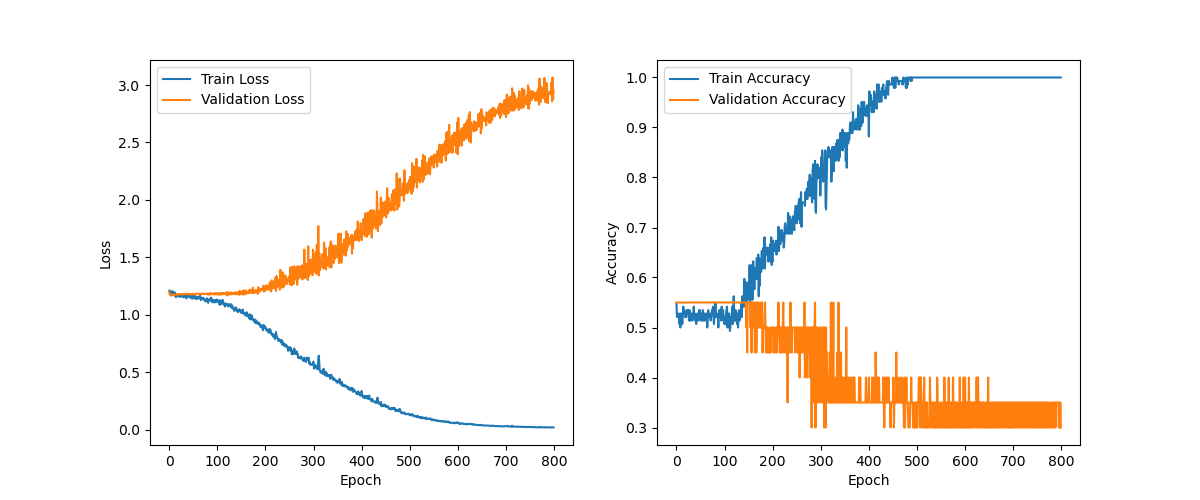 Train Loss
Validation Loss
3.0
2.5
2.0
1.5
1.0
0.5
0.0
Loss
0 100 200 300 400 500 600 700 800
Epoch
Train Accuracy
Validation Accuracy
1.0
0.9
0.8
0.7
0.6
0.5
0.4
0.3
Accuracy
0 100 200 300 400 500 600 700 800
Epoch